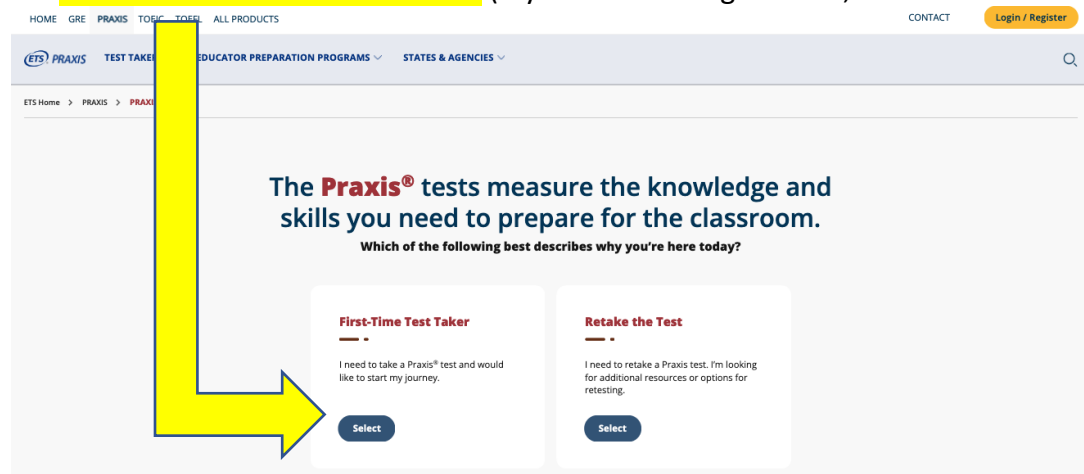 HOME GRE PRAXIS TOEIC TOEFL ALL PRODUCTS CONTACT Login / Register
ETS PRAXIS TEST TAKE EDUCATOR PREPARATION PROGRAMS STATES & AGENCIES
ETS Home > PRAXIS > PRAXI
The Praxis® tests measure the knowledge and
skills you need to prepare for the classroom.
Which of the following best describes why you're here today?
First-Time Test Taker
I need to take a Praxis® test and would
like to start my journey.
Select
Retake the Test
I need to retake a Praxis test. I'm looking
for additional resources or options for
retesting.
Select